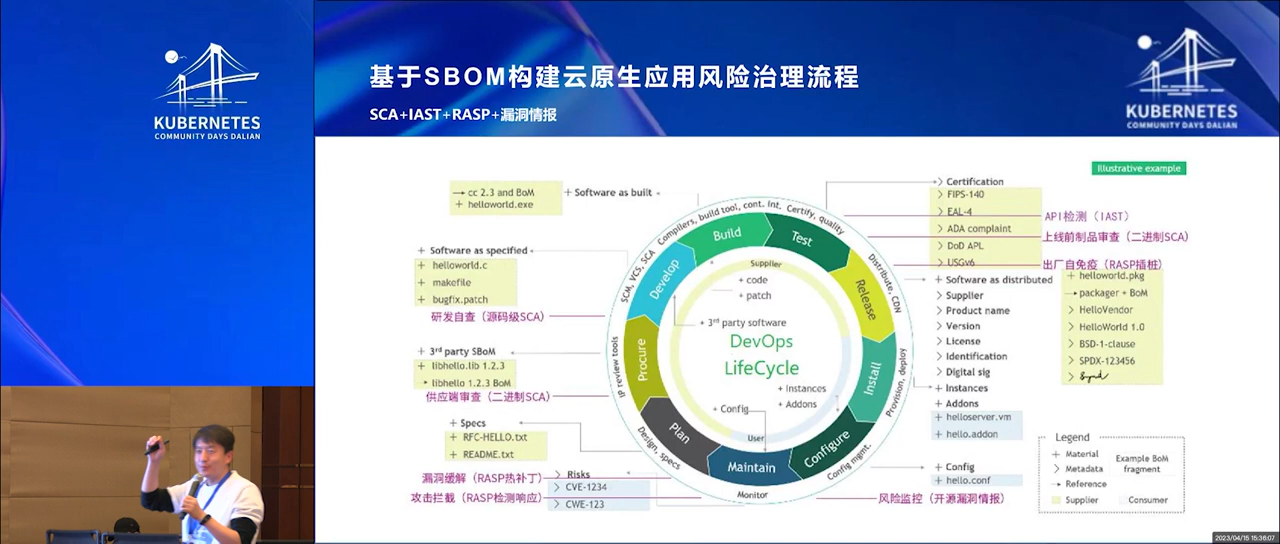 KUBERNETES
COMMUNITY DAYS DALIAN
基于SBOM构建云原生应用风险治理流程
SCA+IAST+RASP+漏洞情报
KUBERNETES
COMMUNITY DAYS DALIAN
Illustrative example
→ cc 2.3 and BoM
+ helloworld.exe
+ Software as built
+ Software as specified
+ helloworld.c
+ makefile
+ bugfix.patch
研发自查（源码级SCA）
+ 3rd party SBoM
+ libhello.lib 1.2.3
libhello 1.2.3 BoM
供应端审查（二进制SCA）
+ Specs
+ RFC-HELLO.txt
+ README.txt
漏洞缓解（RASP热补丁）
攻击拦截（RASP检测响应）
> Risks
> CVE-1234
> CWE-123
Compilers, build tool, cont. Int.
Certify, quality
Distribute, CDN
Provision, deploy
Config mgmt.
Monitor
Design, specs
IP review tools
SCM, VCS, SCA
Build
Test
Release
Install
Configure
Maintain
Plan
Procure
Develop
Supplier
+ code
+ patch
+ 3rd party software
DevOps
LifeCycle
+ Instances
+ Addons
+ Config
User
> Certification
> FIPS-140
> EAL-4
> ADA complaint
> DoD APL
> USGv6
API检测（IAST）
上线前制品审查（二进制SCA）
出厂自免疫（RASP插桩）
+ Software as distributed
> Supplier
> Product name
> Version
> License
> Identification
> Digital sig
+ Instances
+ Addons
+ helloserver.vm
+ hello.addon
+ helloworld.pkg
→ packager + BoM
> HelloVendor
> HelloWorld 1.0
> BSD-1-clause
> SPDX-123456
+ Config
+ hello.conf
风险监控（开源漏洞情报）
Legend
+ Material
> Metadata
→ Reference
Supplier
Example BoM
fragment
Consumer
2023/04/15 15:36:07